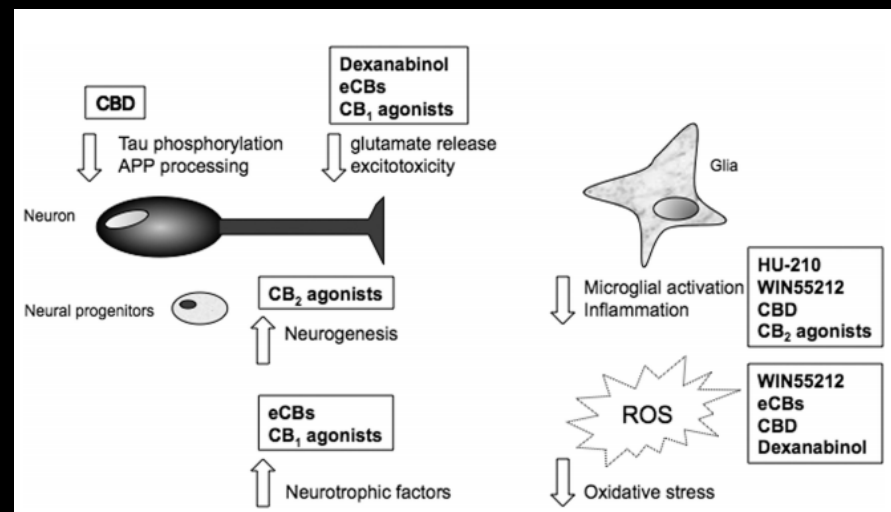 CBD
Tau phosphorylation
APP processing
Dexanabinol
eCBs
CB₁ agonists
glutamate release
excitotoxicity
Neuron
Glia
Neural progitors
CB₂ agonists
Neurogenesis
Microglial activation
Inflammation
HU-210
WIN55212
CBD
CB₂ agonists
eCBs
CB₁ agonists
Neurotrophic factors
ROS
WIN55212
eCBs
CBD
Dexanabinol
Oxidative stress